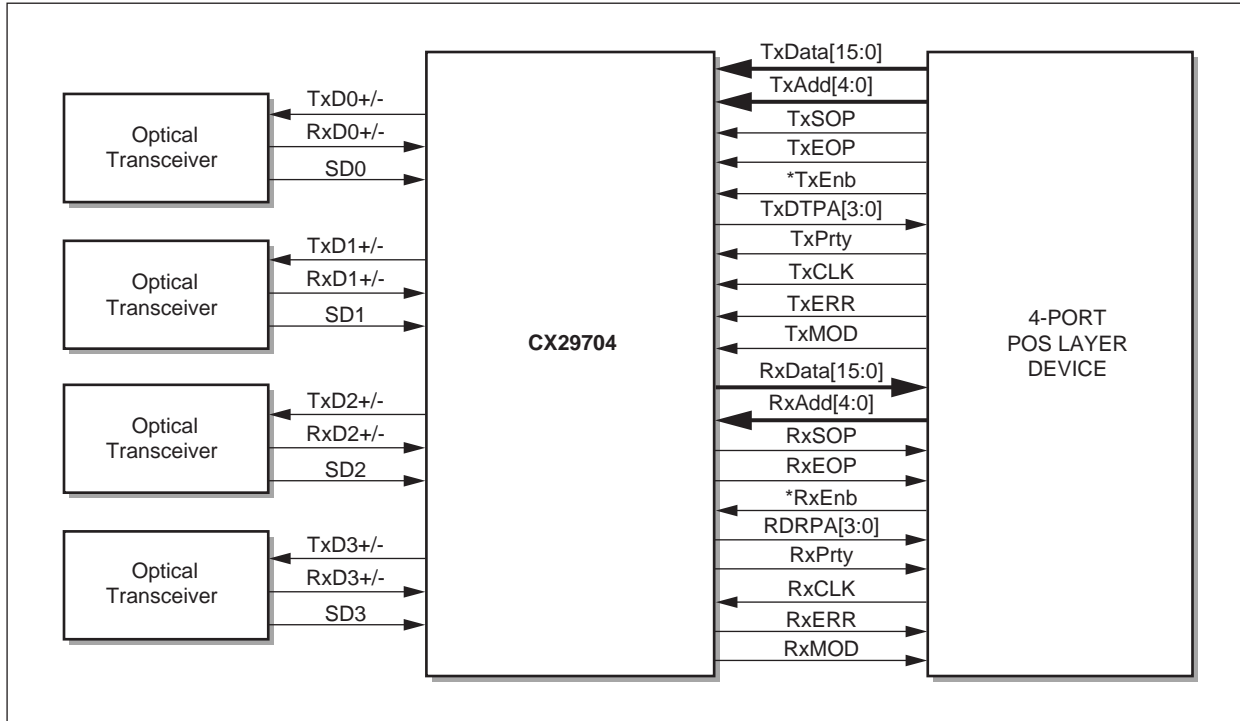 Optical
Transceiver
TxD0+/-
RxD0+/-
SD0
Optical
Transceiver
TxD1+/-
RxD1+/-
SD1
Optical
Transceiver
TxD2+/-
RxD2+/-
SD2
Optical
Transceiver
TxD3+/-
RxD3+/-
SD3
CX29704
TxData[15:0]
TxAdd[4:0]
TxSOP
TxEOP
*TxEnb
TxDTPA[3:0]
TxPrty
TxCLK
TxERR
TxMOD
RxData[15:0]
RxAdd[4:0]
RxSOP
RxEOP
*RxEnb
RDRPA[3:0]
RxPrty
RxCLK
RxERR
RxMOD
4-PORT
POS LAYER
DEVICE